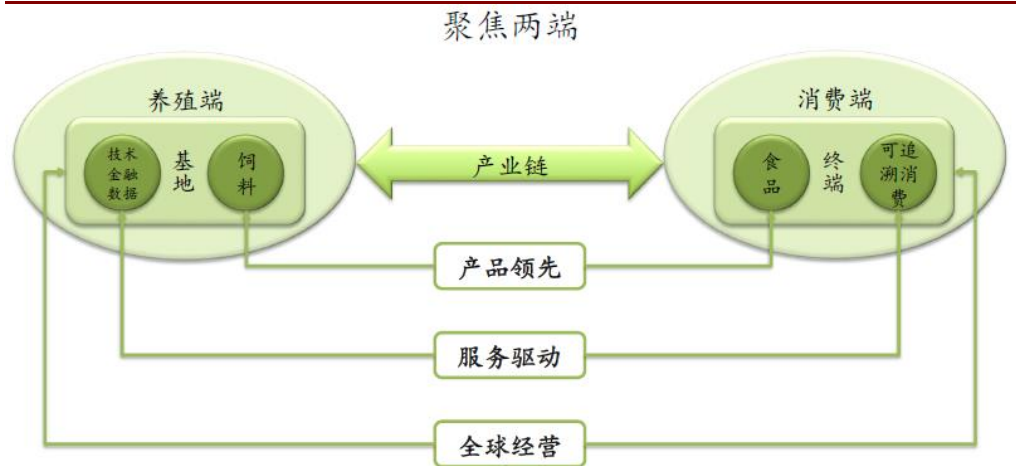 聚焦两端
养殖端
技术
金融
数据
基
地
饲
料
产业链
消费端
食
品
终
端
可追
溯消
费
产品领先
服务驱动
全球经营